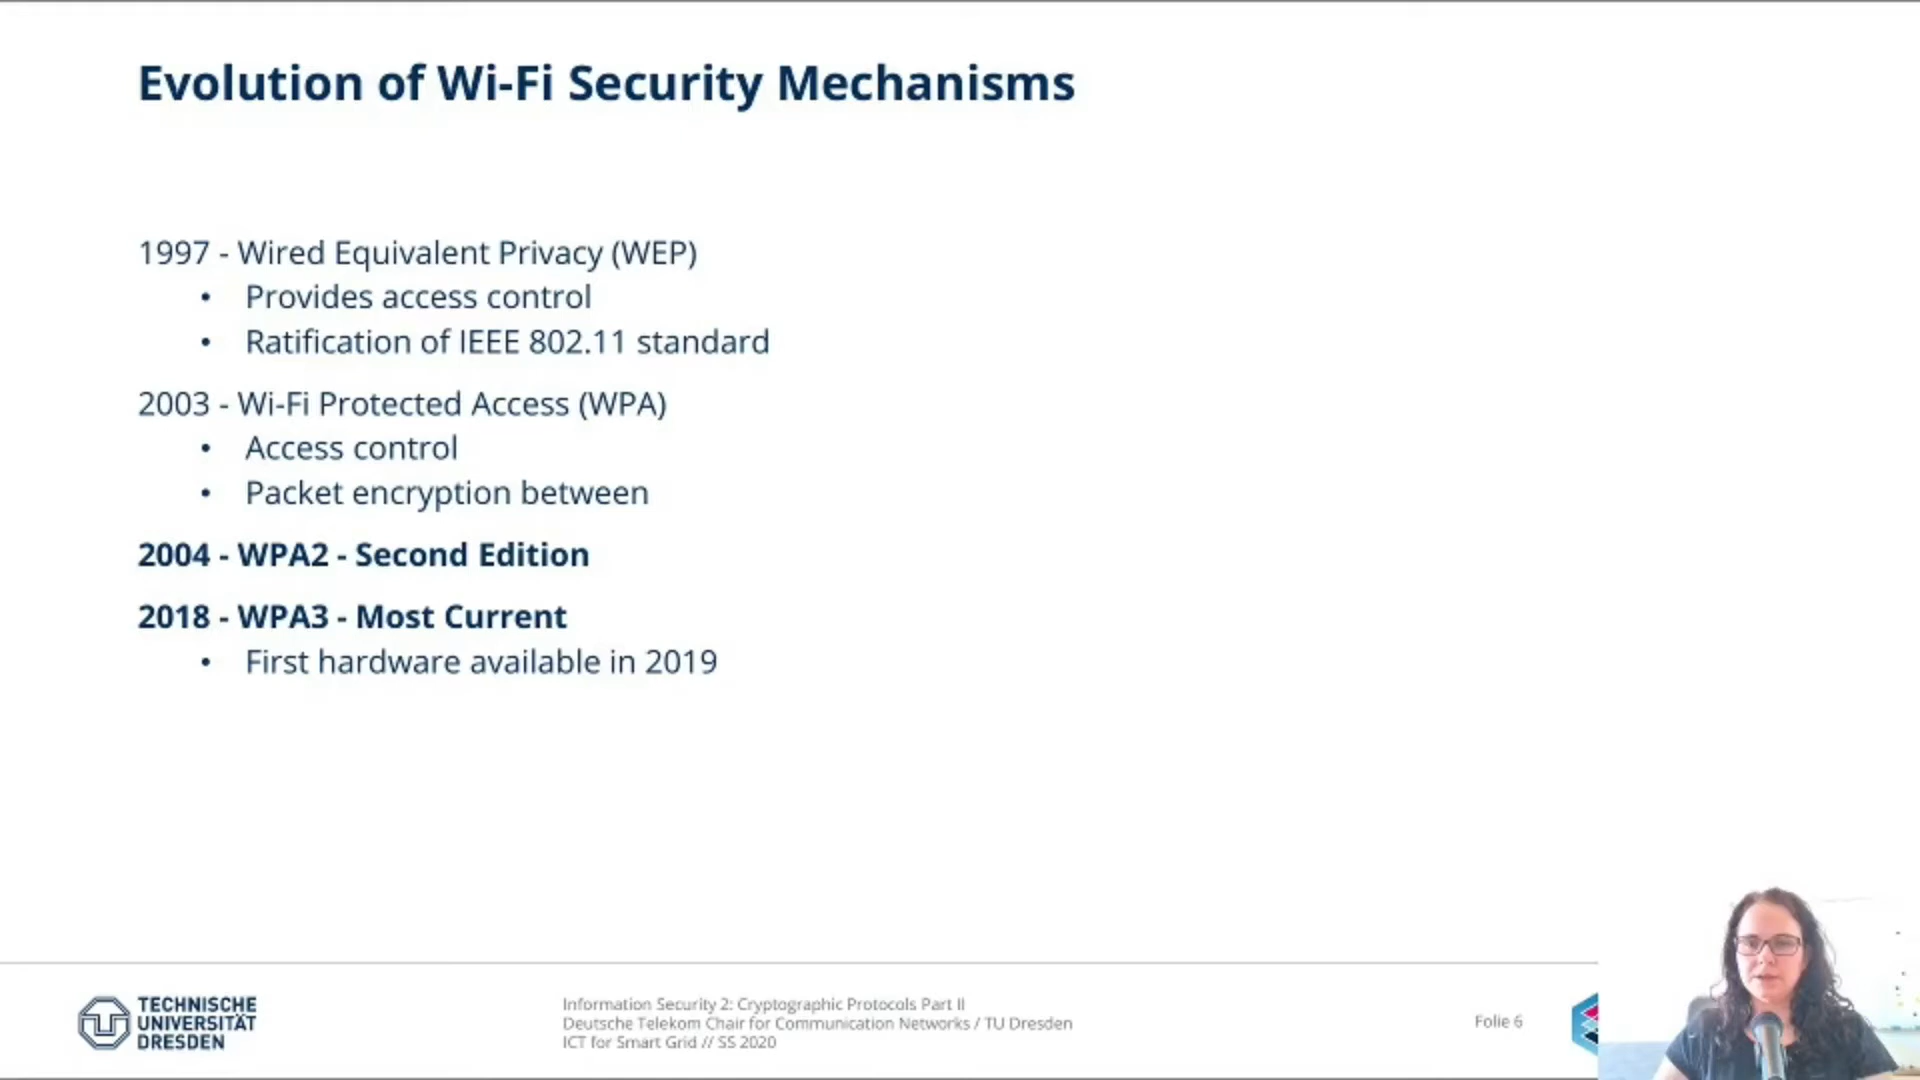 Evolution of Wi-Fi Security Mechanisms
1997 - Wired Equivalent Privacy (WEP)
• Provides access control
• Ratification of IEEE 802.11 standard
2003 - Wi-Fi Protected Access (WPA)
• Access control
• Packet encryption between
2004 - WPA2 - Second Edition
2018 - WPA3 - Most Current
• First hardware available in 2019
TECHNISCHE
UNIVERSITÄT
DRESDEN
Information Security 2: Cryptographic Protocols Part II
Deutsche Telekom Chair for Communication Networks / TU Dresden
ICT for Smart Grid // SS 2020
Folie 6